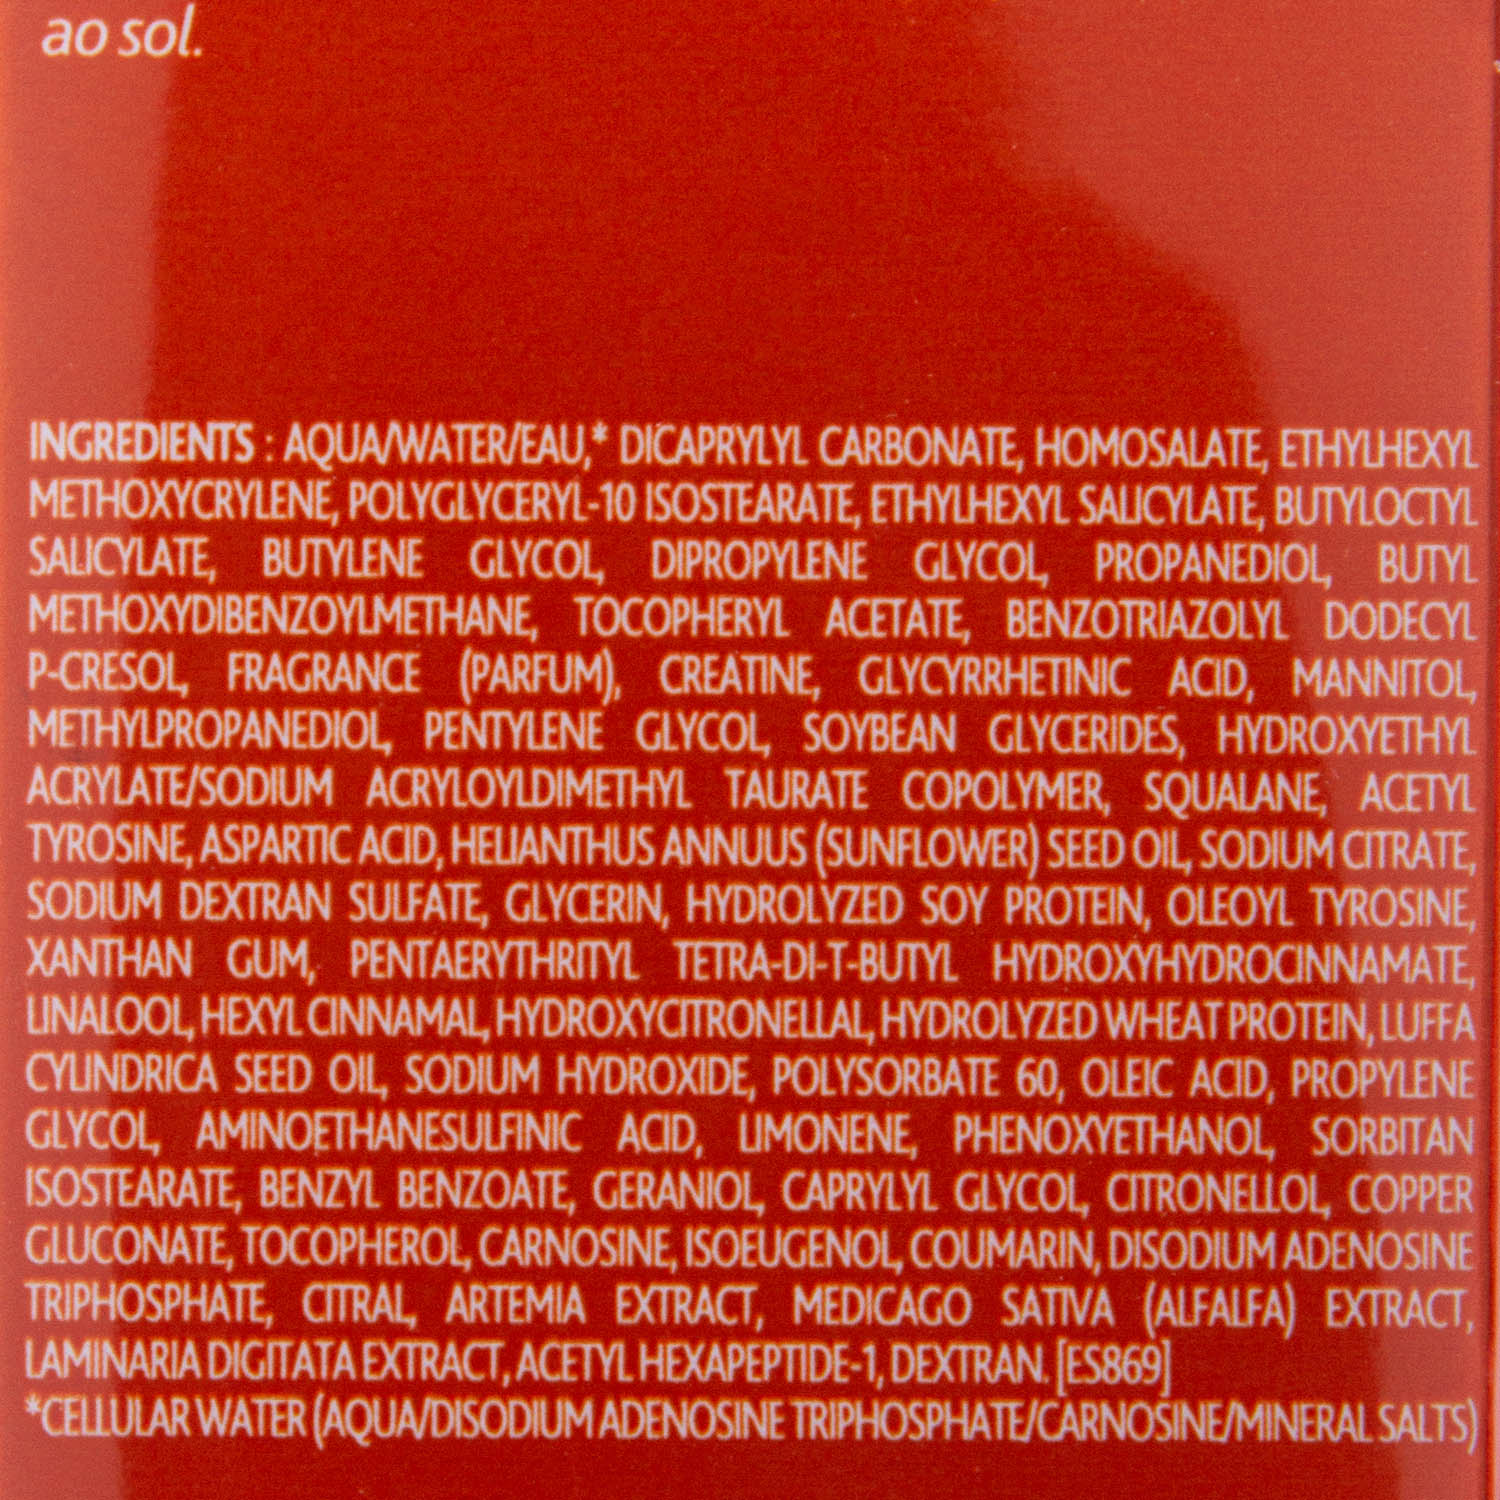 ao sol.
INGREDIENTS : AQUA/WATER/EAU,* DICAPRYLYL CARBONATE, HOMOSALATE, ETHYLHEXYL
METHOXYCRYLENE, POLYGLYCERYL-10 ISOSTEARATE, ETHYLHEXYL SALICYLATE, BUTYLOCTYL
SALICYLATE, BUTYLENE GLYCOL, DIPROPYLENE GLYCOL, PROPANEDIOL, BUTYL
METHOXYDIBENZOYLMETHANE, TOCOPHERYL ACETATE, BENZOTRIAZOLYL DODECYL
P-CRESOL, FRAGRANCE (PARFUM), CREATINE, GLYCYRRHETINIC ACID, MANNITOL,
METHYLPROPANEDIOL, PENTYLENE GLYCOL, SOYBEAN GLYCERIDES, HYDROXYETHYL
ACRYLATE/SODIUM ACRYLOYLDIMETHYL TAURATE COPOLYMER, SQUALANE, ACETYL
TYROSINE, ASPARTIC ACID, HELIANTHUS ANNUUS (SUNFLOWER) SEED OIL, SODIUM CITRATE,
SODIUM DEXTRAN SULFATE, GLYCERIN, HYDROLYZED SOY PROTEIN, OLEOYL TYROSINE,
XANTHAN GUM, PENTAERYTHRITYL TETRA-DI-T-BUTYL HYDROXYHYDROCINNAMATE,
LINALOOL, HEXYL CINNAMAL, HYDROXYCITRONELLAL, HYDROLYZED WHEAT PROTEIN, LUFFA
CYLINDRICA SEED OIL, SODIUM HYDROXIDE, POLYSORBATE 60, OLEIC ACID, PROPYLENE
GLYCOL, AMINOETHANESULFINIC ACID, LIMONENE, PHENOXYETHANOL, SORBITAN
ISOSTEARATE, BENZYL BENZOATE, GERANIOL, CAPRYLYL GLYCOL, CITRONELLOL, COPPER
GLUCONATE, TOCOPHEROL, CARNOSINE, ISOEUGENOL, COUMARIN, DISODIUM ADENOSINE
TRIPHOSPHATE, CITRAL, ARTEMIA EXTRACT, MEDICAGO SATIVA (ALFALFA) EXTRACT,
LAMINARIA DIGITATA EXTRACT, ACETYL HEXAPEPTIDE-1, DEXTRAN. [ES869]
*CELLULAR WATER (AQUA/DISODIUM ADENOSINE TRIPHOSPHATE/CARNOSINE/MINERAL SALTS)